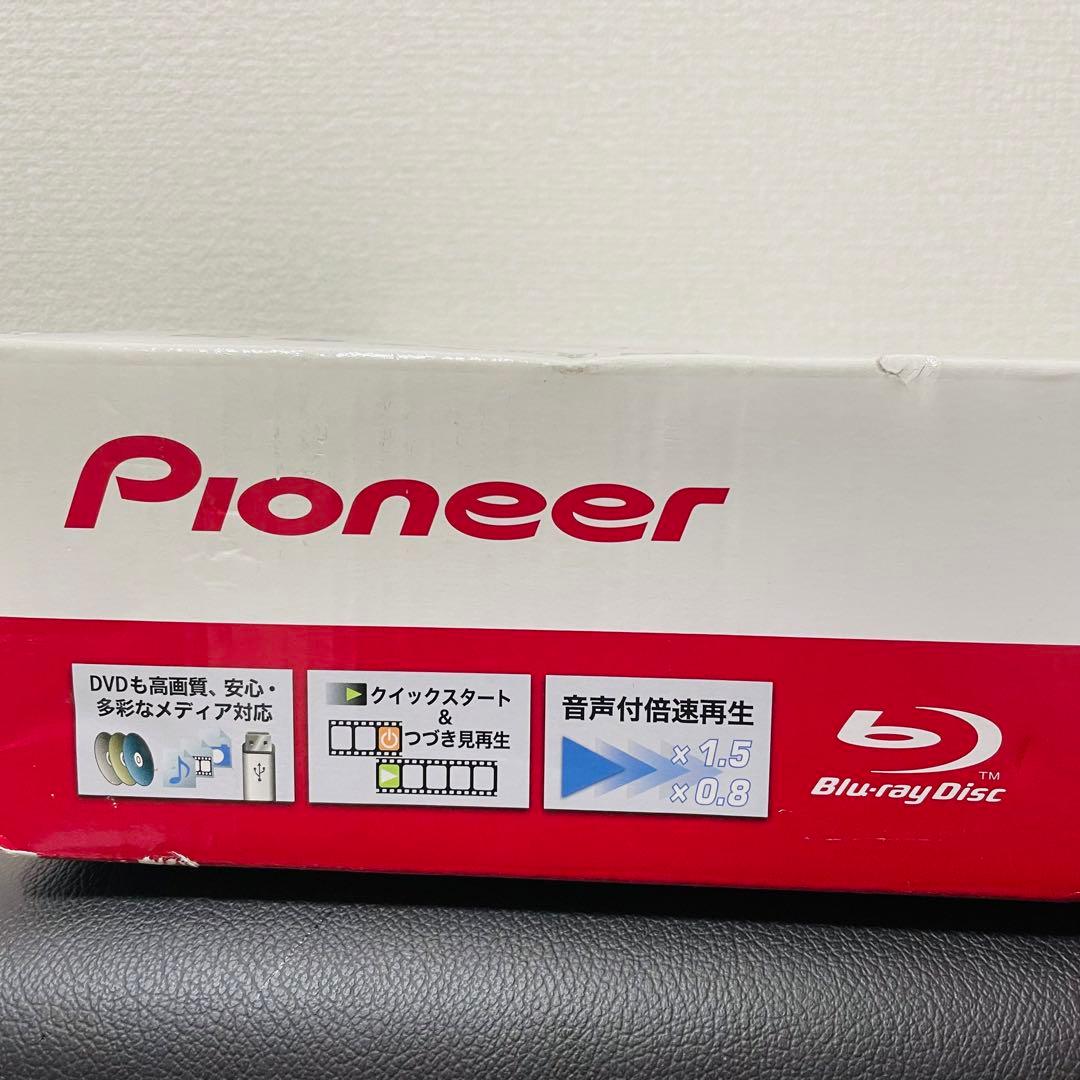 Pioneer
DVDも高画質、安心・
多彩なメディア対応
クイックスタート
&
つづき見再生
音声付倍速再生
×1.5
×0.8
Blu-ray Disc
TM